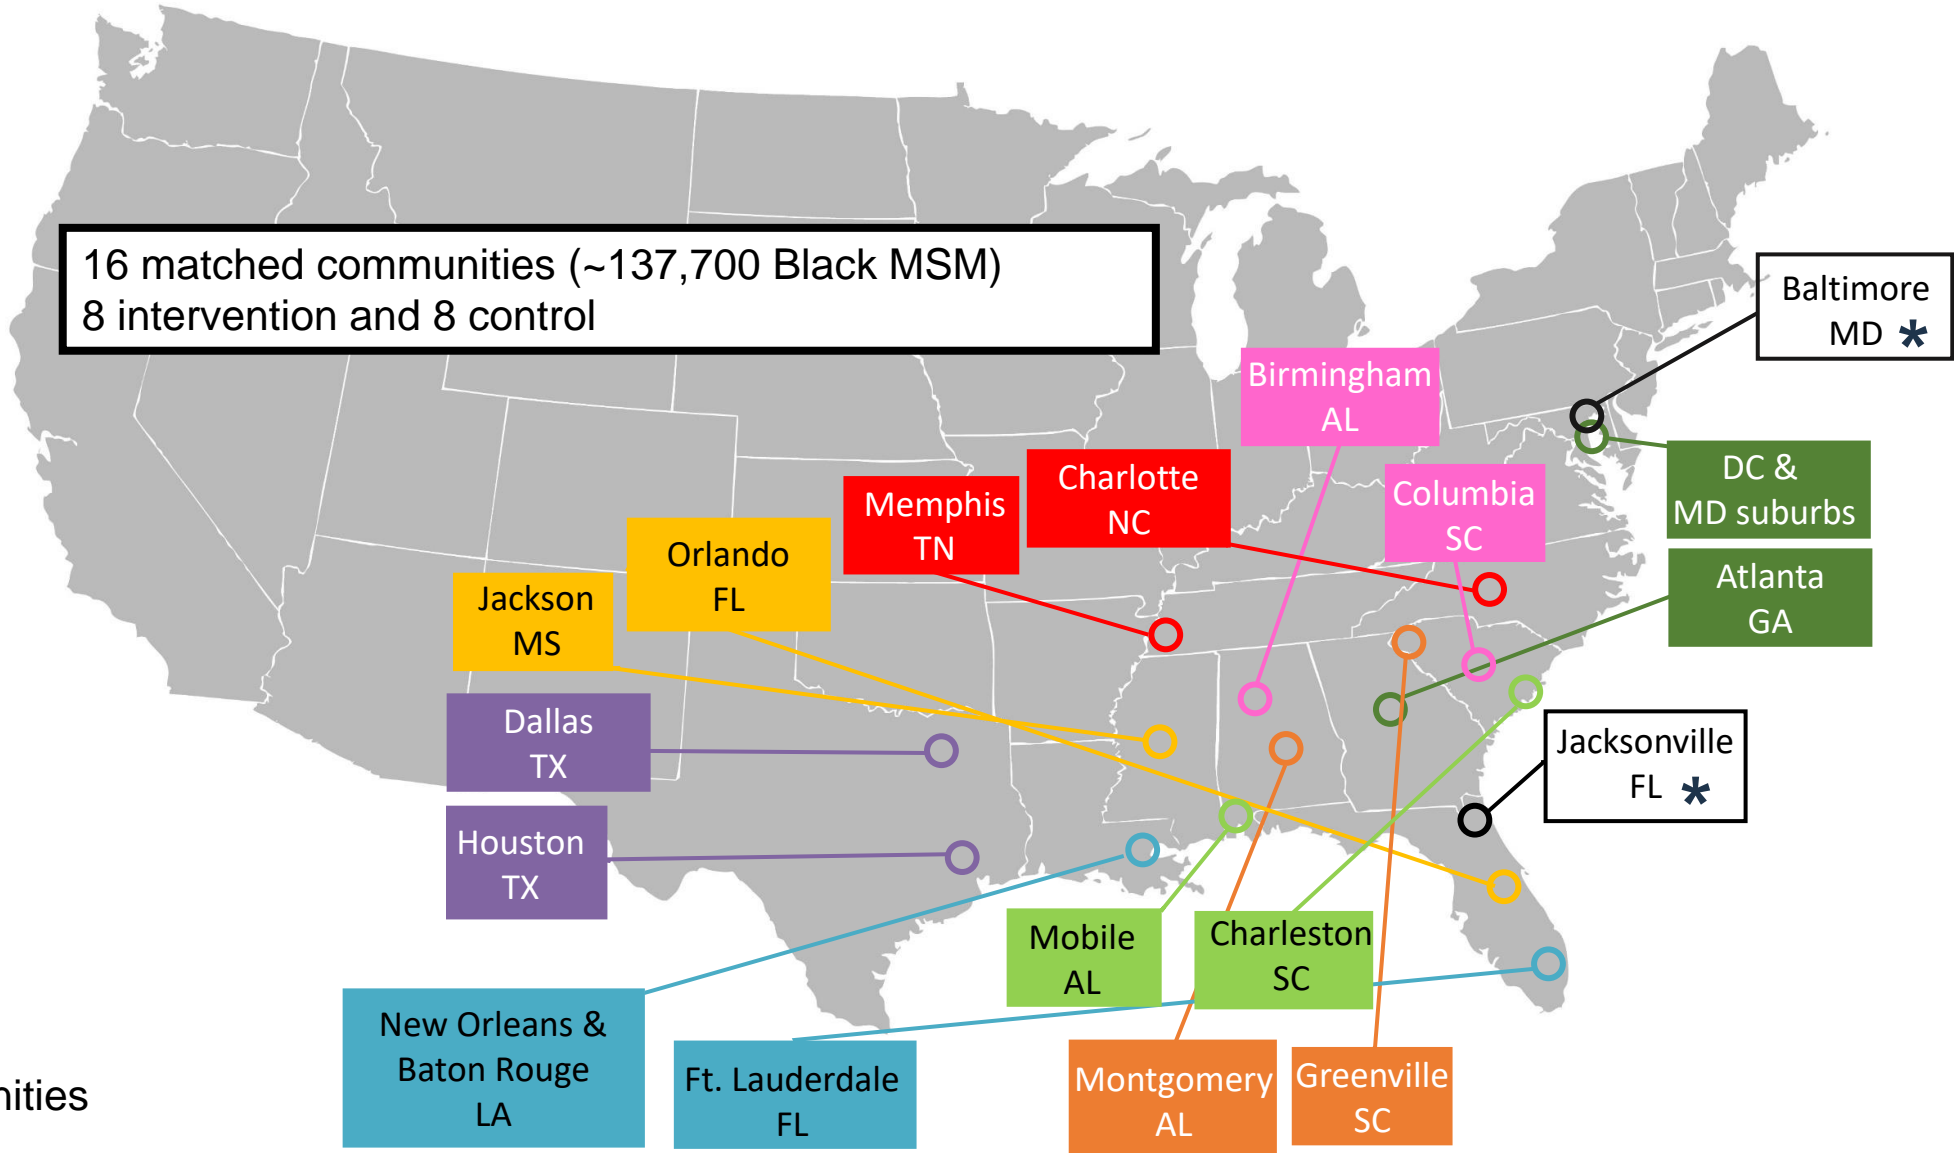 16 matched communities (~137,700 Black MSM)
8 intervention and 8 control
Baltimore
MD *
Birmingham
AL
DC &
MD suburbs
Charlotte
NC
Columbia
SC
Memphis
TN
Orlando
FL
Atlanta
GA
Jackson
MS
Dallas
TX
Jacksonville
FL *
Houston
TX
Mobile
AL
Charleston
SC
New Orleans &
Baton Rouge
LA
Ft. Lauderdale
FL
Montgomery
AL
Greenville
SC
nities